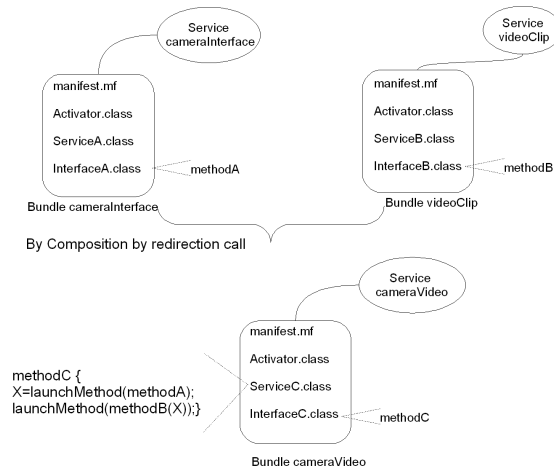 Service
cameraInterface
Service
videoClip
manifest.mf
Activator.class
ServiceA.class
InterfaceA.class
methodA
Bundle cameraInterface
manifest.mf
Activator.class
ServiceB.class
InterfaceB.class
methodB
Bundle videoClip
By Composition by redirection call
Service
cameraVideo
manifest.mf
Activator.class
ServiceC.class
InterfaceC.class
methodC
methodC {
X=launchMethod(methodA);
launchMethod(methodB(X));}
Bundle cameraVideo